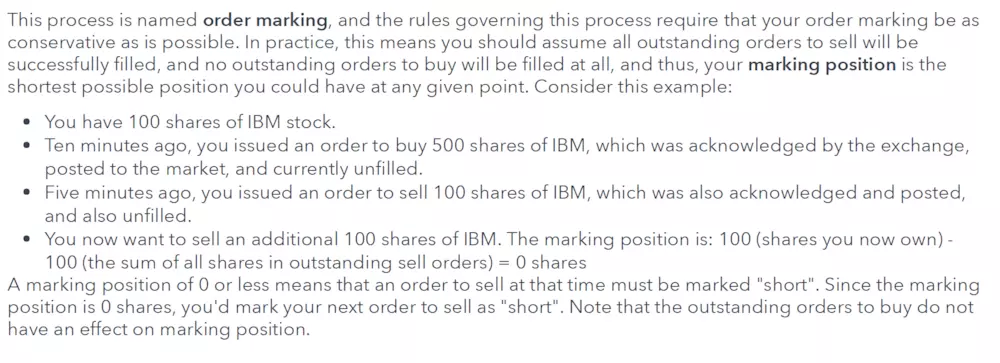 This process is named order marking, and the rules governing this process require that your order marking be as
conservative as is possible. In practice, this means you should assume all outstanding orders to sell will be
successfully filled, and no outstanding orders to buy will be filled at all, and thus, your marking position is the
shortest possible position you could have at any given point. Consider this example:
• You have 100 shares of IBM stock.
• Ten minutes ago, you issued an order to buy 500 shares of IBM, which was acknowledged by the exchange,
posted to the market, and currently unfilled.
• Five minutes ago, you issued an order to sell 100 shares of IBM, which was also acknowledged and posted,
and also unfilled.
• You now want to sell an additional 100 shares of IBM. The marking position is: 100 (shares you now own) -
100 (the sum of all shares in outstanding sell orders) = 0 shares
A marking position of 0 or less means that an order to sell at that time must be marked "short". Since the marking
position is 0 shares, you'd mark your next order to sell as "short". Note that the outstanding orders to buy do not
have an effect on marking position.